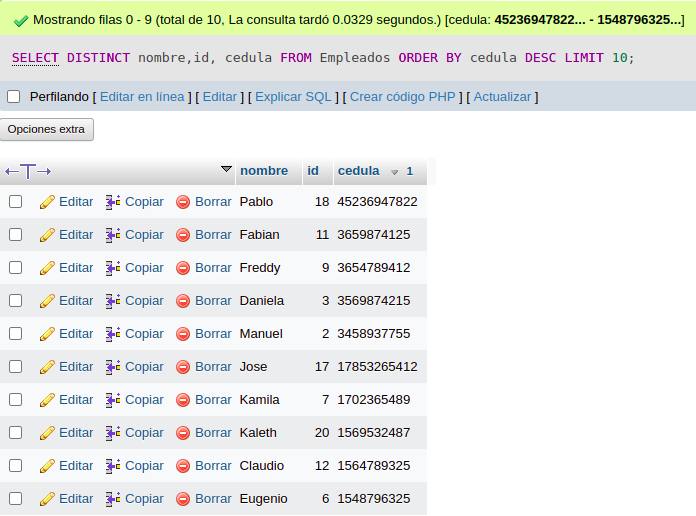 Mostrando filas 0 - 9 (total de 10, La consulta tardó 0.0329 segundos.) [cedula: 45236947822... - 1548796325...]
SELECT DISTINCT nombre,id, cedula FROM Empleados ORDER BY cedula DESC LIMIT 10;
Perfilando [ Editar en línea ] [ Editar ] [ Explicar SQL ] [ Crear código PHP ] [ Actualizar ]
Opciones extra
nombre id cedula 1
Editar Copiar Borrar Pablo 18 45236947822
Editar Copiar Borrar Fabian 11 3659874125
Editar Copiar Borrar Freddy 9 3654789412
Editar Copiar Borrar Daniela 3 3569874215
Editar Copiar Borrar Manuel 2 3458937755
Editar Copiar Borrar Jose 17 17853265412
Editar Copiar Borrar Kamila 7 1702365489
Editar Copiar Borrar Kaleth 20 1569532487
Editar Copiar Borrar Claudio 12 1564789325
Editar Copiar Borrar Eugenio 6 1548796325